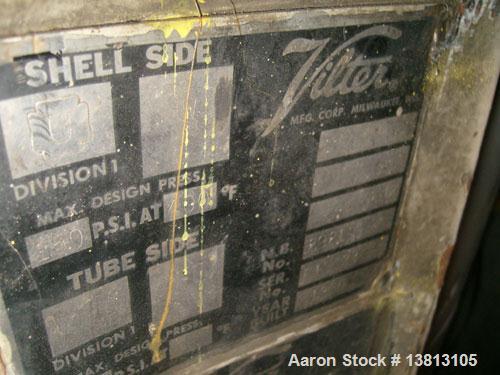 SHELL SIDE
Vilter
MFG. CORP. MILWAUKEE
DIVISION 1
MAX. DESIGN PRESS.
P.S.I. AT °F
TUBE SIDE
N.B. NO.
SER. NO.
YEAR BUILT
DIVISION 1
MAX. DESIGN PRESS.
P.S.I. AT °F
Aaron Stock # 13813105